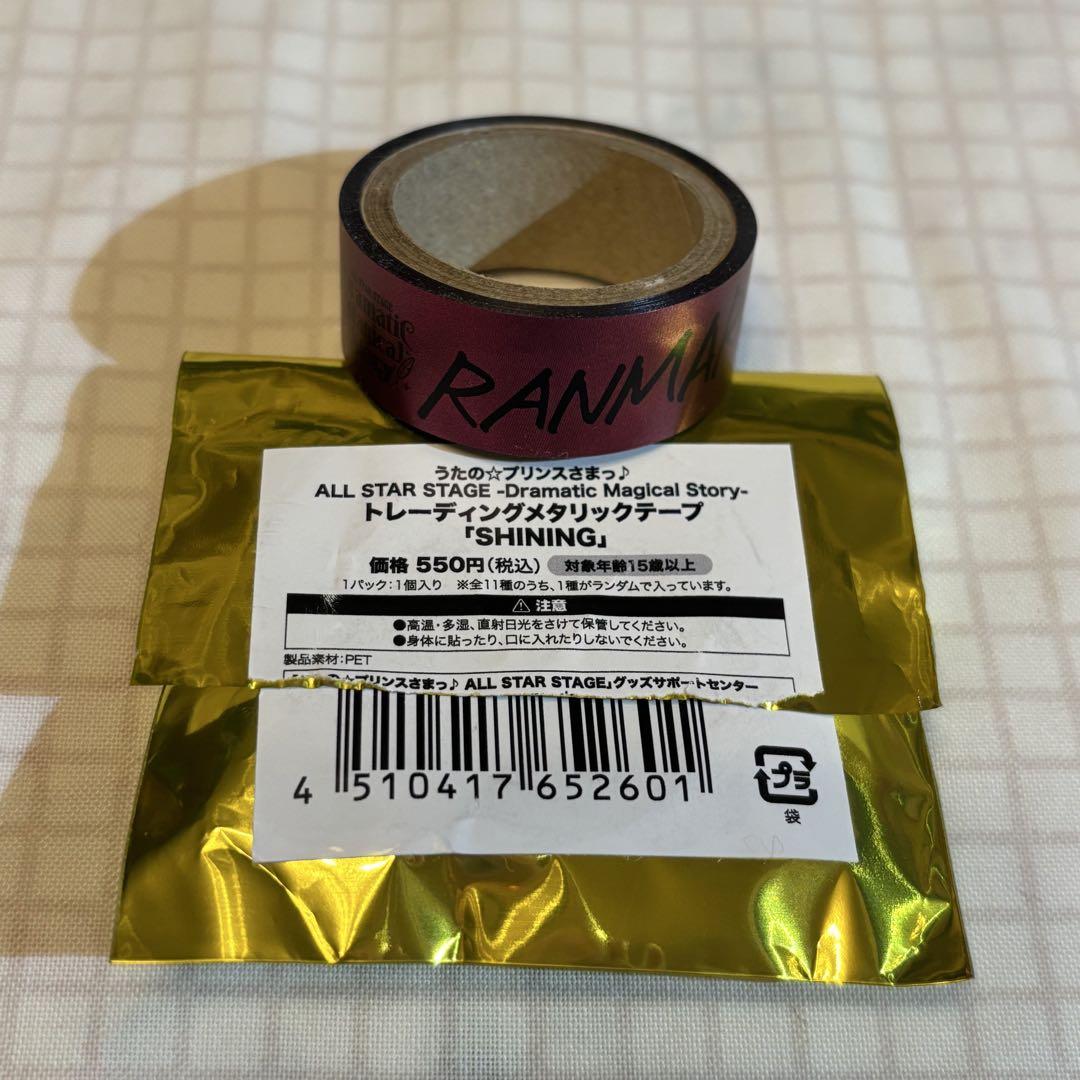 RANMA
うたの☆プリンスさまっ♪
ALL STAR STAGE -Dramatic Magical Story-
トレーディングメタリックテープ
「SHINING」
価格 550円(税込) 対象年齢15歳以上
1パック:1個入り ※全11種のうち、1種がランダムで入っています。
⚠ 注意
●高温・多湿、直射日光をさけて保管してください。
●身体に貼ったり、口に入れたりしないでください。
製品素材:PET
の☆プリンスさまっ♪ ALL STAR STAGE」グッズサポートセンター
4 510417 652601
プラ
袋